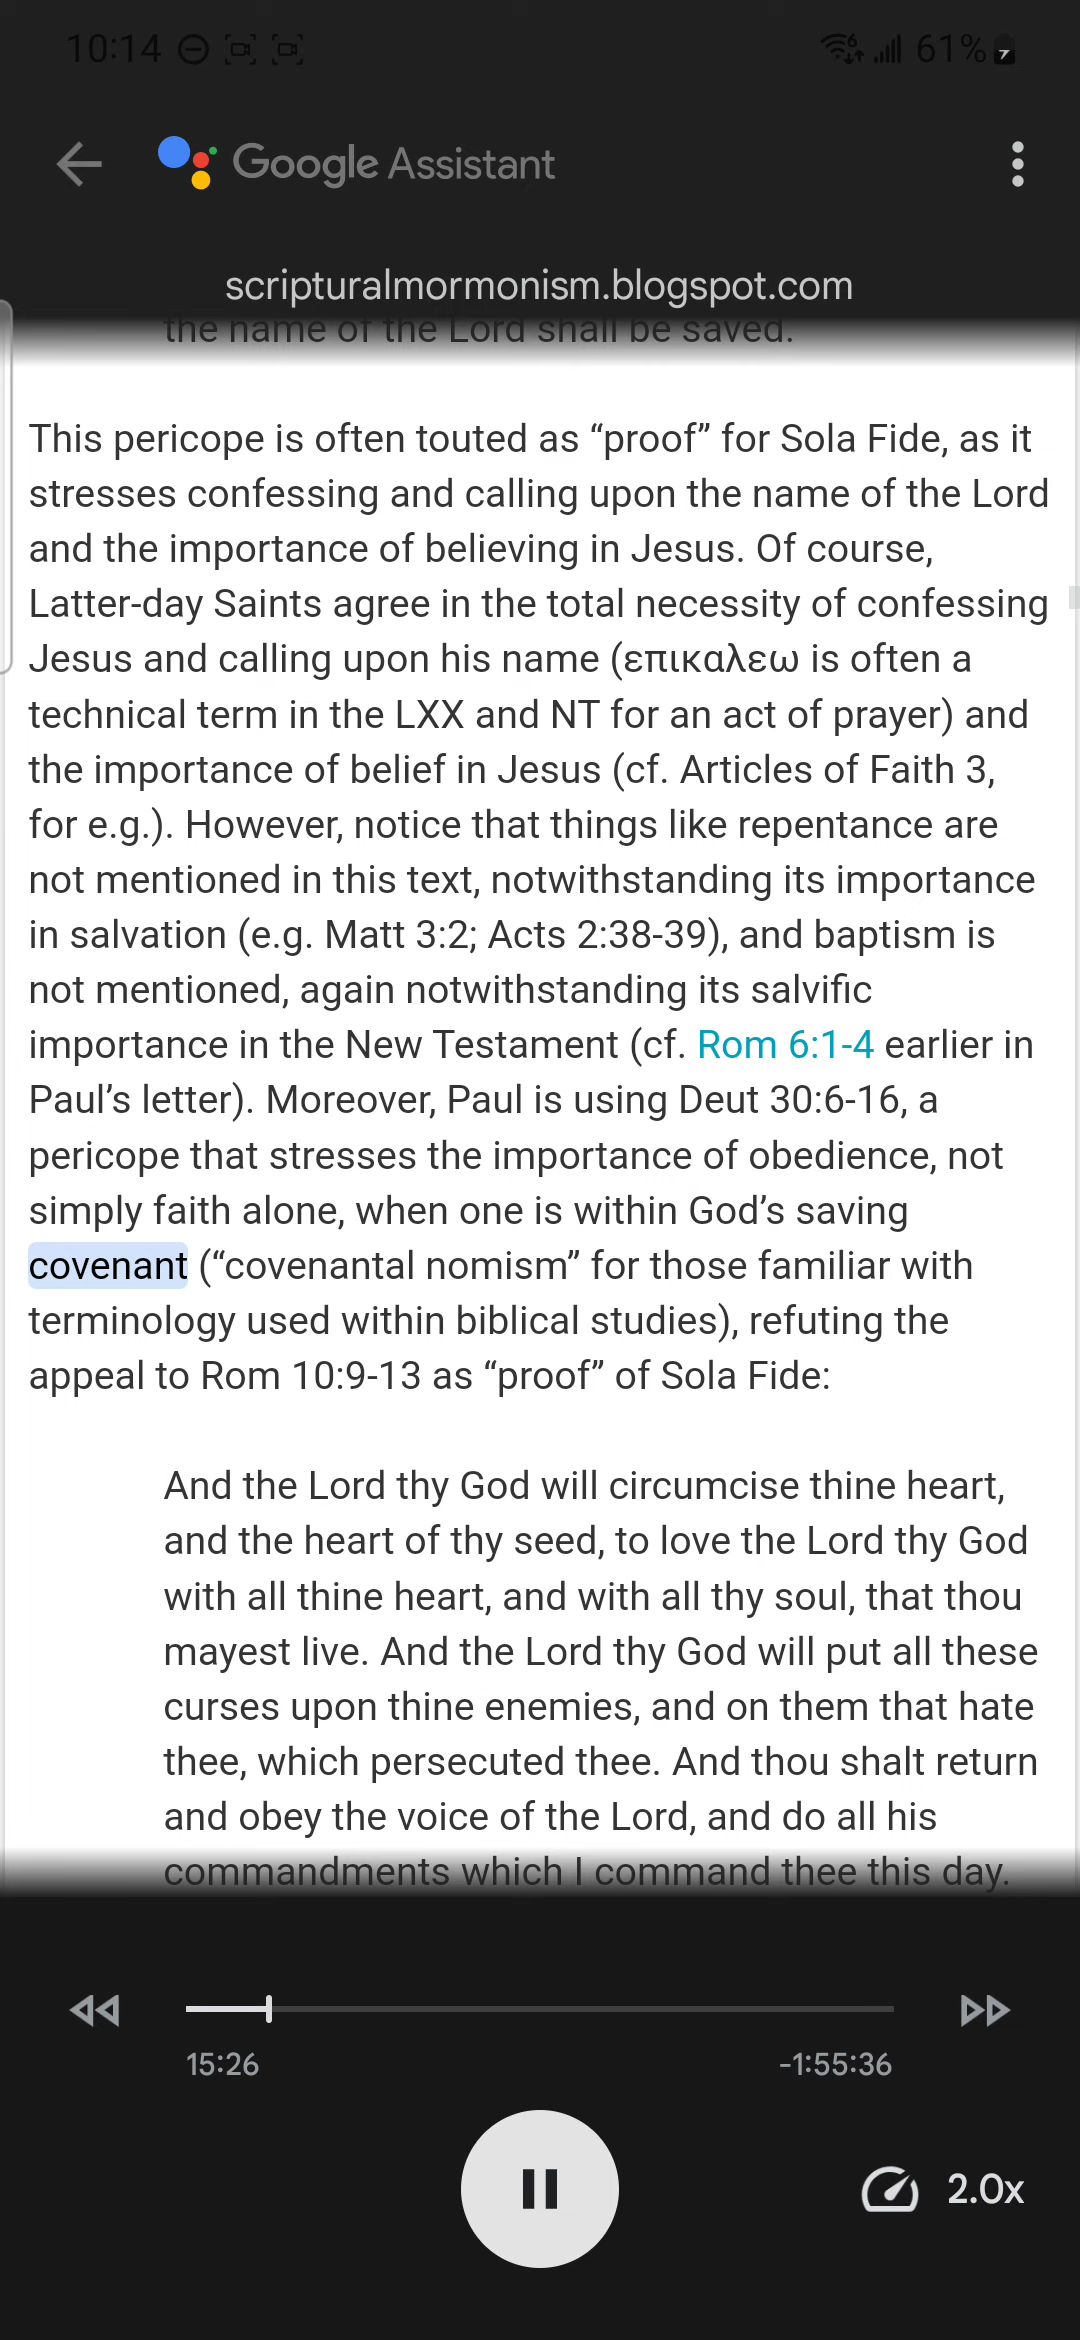 10:14
6 61%
Google Assistant
scripturalmormonism.blogspot.com
the name of the Lord shall be saved.
This pericope is often touted as “proof” for Sola Fide, as it
stresses confessing and calling upon the name of the Lord
and the importance of believing in Jesus. Of course,
Latter-day Saints agree in the total necessity of confessing
Jesus and calling upon his name (επικαλεω is often a
technical term in the LXX and NT for an act of prayer) and
the importance of belief in Jesus (cf. Articles of Faith 3,
for e.g.). However, notice that things like repentance are
not mentioned in this text, notwithstanding its importance
in salvation (e.g. Matt 3:2; Acts 2:38-39), and baptism is
not mentioned, again notwithstanding its salvific
importance in the New Testament (cf. Rom 6:1-4 earlier in
Paul’s letter). Moreover, Paul is using Deut 30:6-16, a
pericope that stresses the importance of obedience, not
simply faith alone, when one is within God’s saving
covenant (“covenantal nomism” for those familiar with
terminology used within biblical studies), refuting the
appeal to Rom 10:9-13 as “proof” of Sola Fide:
And the Lord thy God will circumcise thine heart,
and the heart of thy seed, to love the Lord thy God
with all thine heart, and with all thy soul, that thou
mayest live. And the Lord thy God will put all these
curses upon thine enemies, and on them that hate
thee, which persecuted thee. And thou shalt return
and obey the voice of the Lord, and do all his
commandments which I command thee this day.
15:26 -1:55:36
2.0x